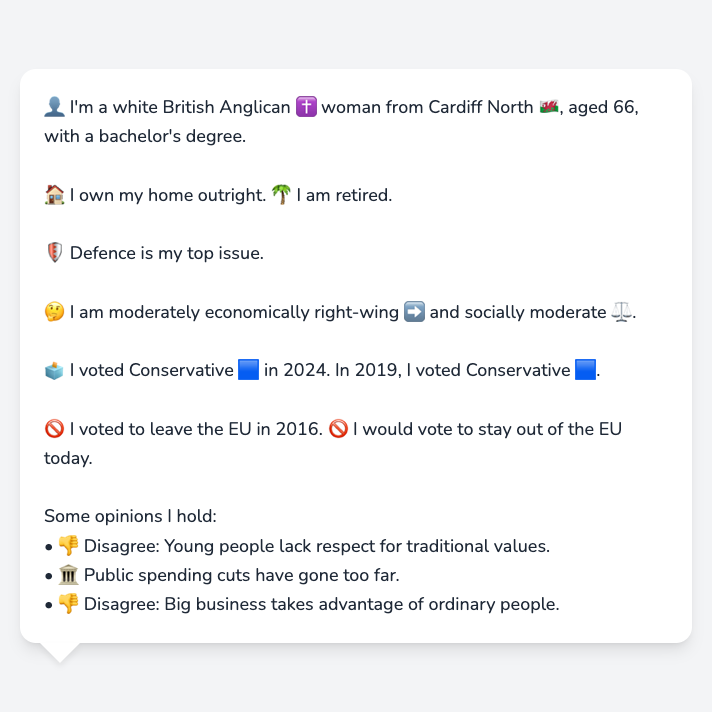 👤 I'm a white British Anglican ✝️ woman from Cardiff North 🏴󠁧󠁢󠁷󠁬󠁳󠁿, aged 66,
with a bachelor's degree.
🏠 I own my home outright. 🌴 I am retired.
🛡️ Defence is my top issue.
🤔 I am moderately economically right-wing ➡️ and socially moderate ⚖️.
🗳️ I voted Conservative 🟦 in 2024. In 2019, I voted Conservative 🟦.
🚫 I voted to leave the EU in 2016. 🚫 I would vote to stay out of the EU
today.
Some opinions I hold:
• 👎 Disagree: Young people lack respect for traditional values.
• 🏛️ Public spending cuts have gone too far.
• 👎 Disagree: Big business takes advantage of ordinary people.